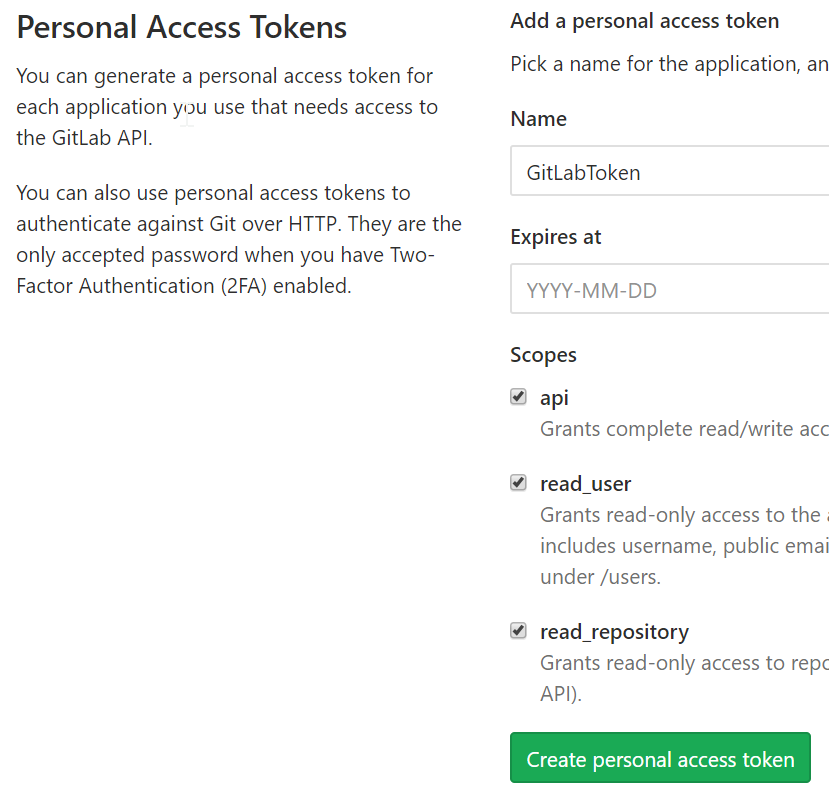 Personal Access Tokens
You can generate a personal access token for
each application you use that needs access to
the GitLab API.
You can also use personal access tokens to
authenticate against Git over HTTP. They are the
only accepted password when you have Two-
Factor Authentication (2FA) enabled.
Add a personal access token
Pick a name for the application, an
Name
GitLabToken
Expires at
YYYY-MM-DD
Scopes
api
Grants complete read/write acc
read_user
Grants read-only access to the a
includes username, public emai
under /users.
read_repository
Grants read-only access to repo
API).
Create personal access token